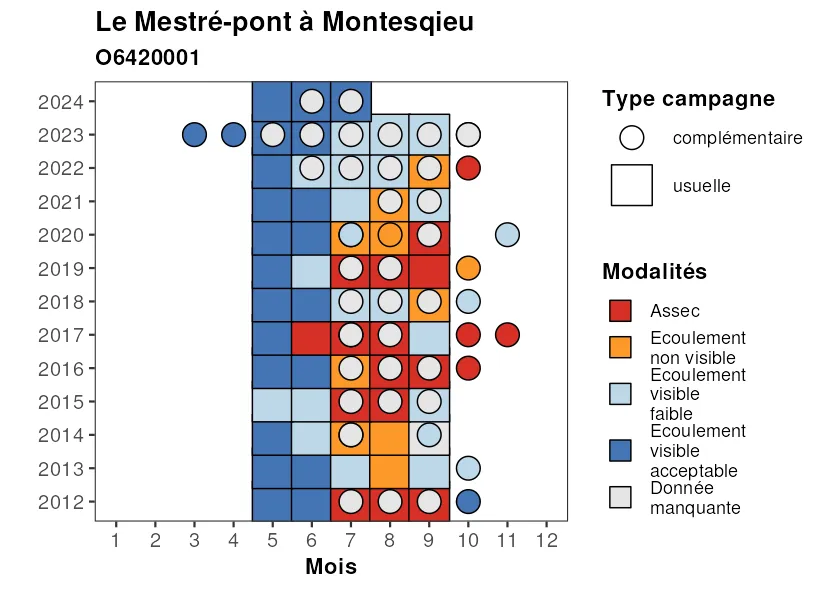 Le Mestré-pont à Montesqieu
O6420001
2024
2023
2022
2021
2020
2019
2018
2017
2016
2015
2014
2013
2012
1 2 3 4 5 6 7 8 9 10 11 12
Mois
Type campagne
complémentaire
usuelle
Modalités
Assec
Ecoulement
non visible
Ecoulement
visible
faible
Ecoulement
visible
acceptable
Donnée
manquante